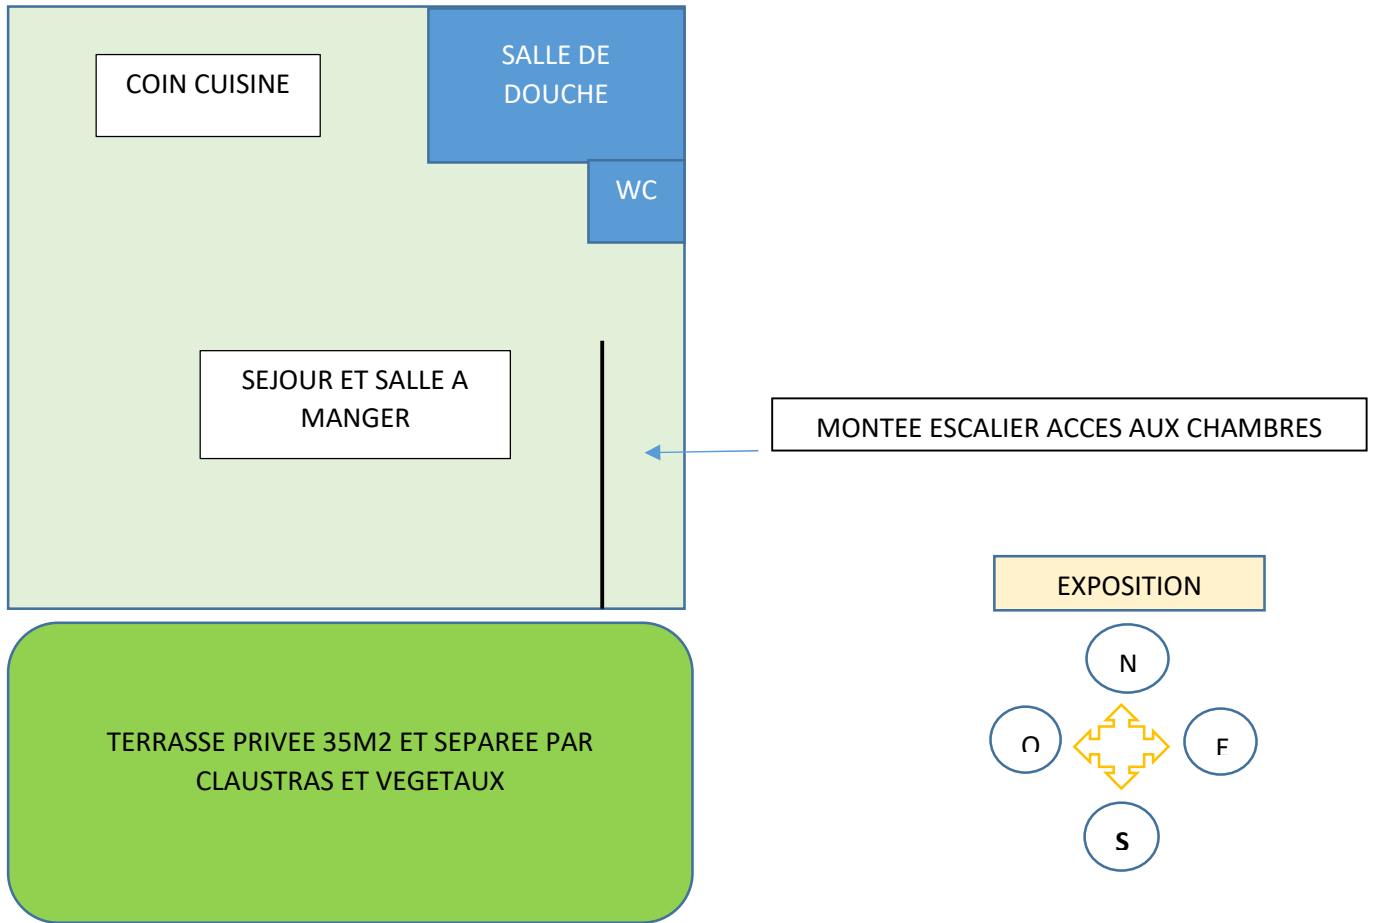 COIN CUISINE
SALLE DE
DOUCHE
WC
SEJOUR ET SALLE A
MANGER
MONTEE ESCALIER ACCES AUX CHAMBRES
EXPOSITION
N
O
E
S
TERRASSE PRIVEE 35M2 ET SEPAREE PAR
CLAUSTRAS ET VEGETAUX